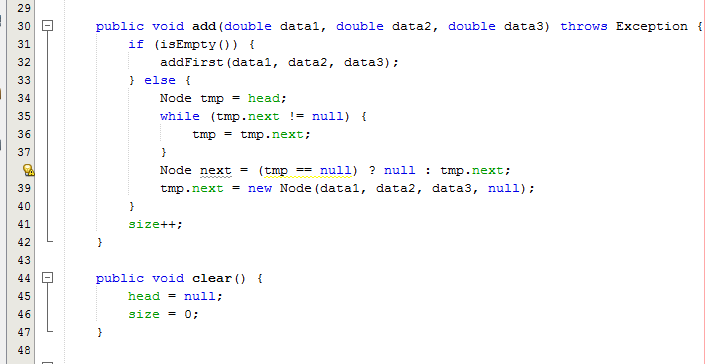 29
30 public void add(double data1, double data2, double data3) throws Exception {
31 if (isEmpty()) {
32 addFirst(data1, data2, data3);
33 } else {
34 Node tmp = head;
35 while (tmp.next != null) {
36 tmp = tmp.next;
37 }
Node next = (tmp == null) ? null : tmp.next;
39 tmp.next = new Node(data1, data2, data3, null);
40 }
41 size++;
42 }
43
44 public void clear() {
45 head = null;
46 size = 0;
47 }
48